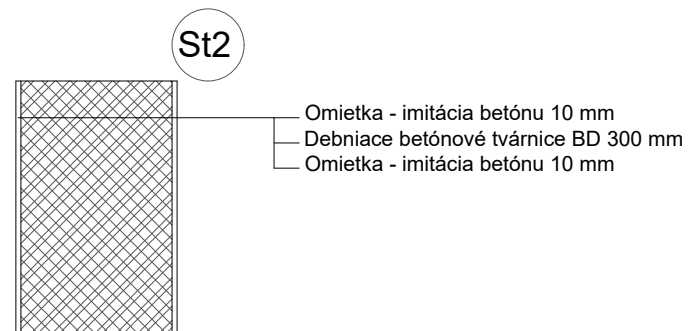 St2
Omietka - imitácia betónu 10 mm
Debniace betónové tvárnice BD 300 mm
Omietka - imitácia betónu 10 mm